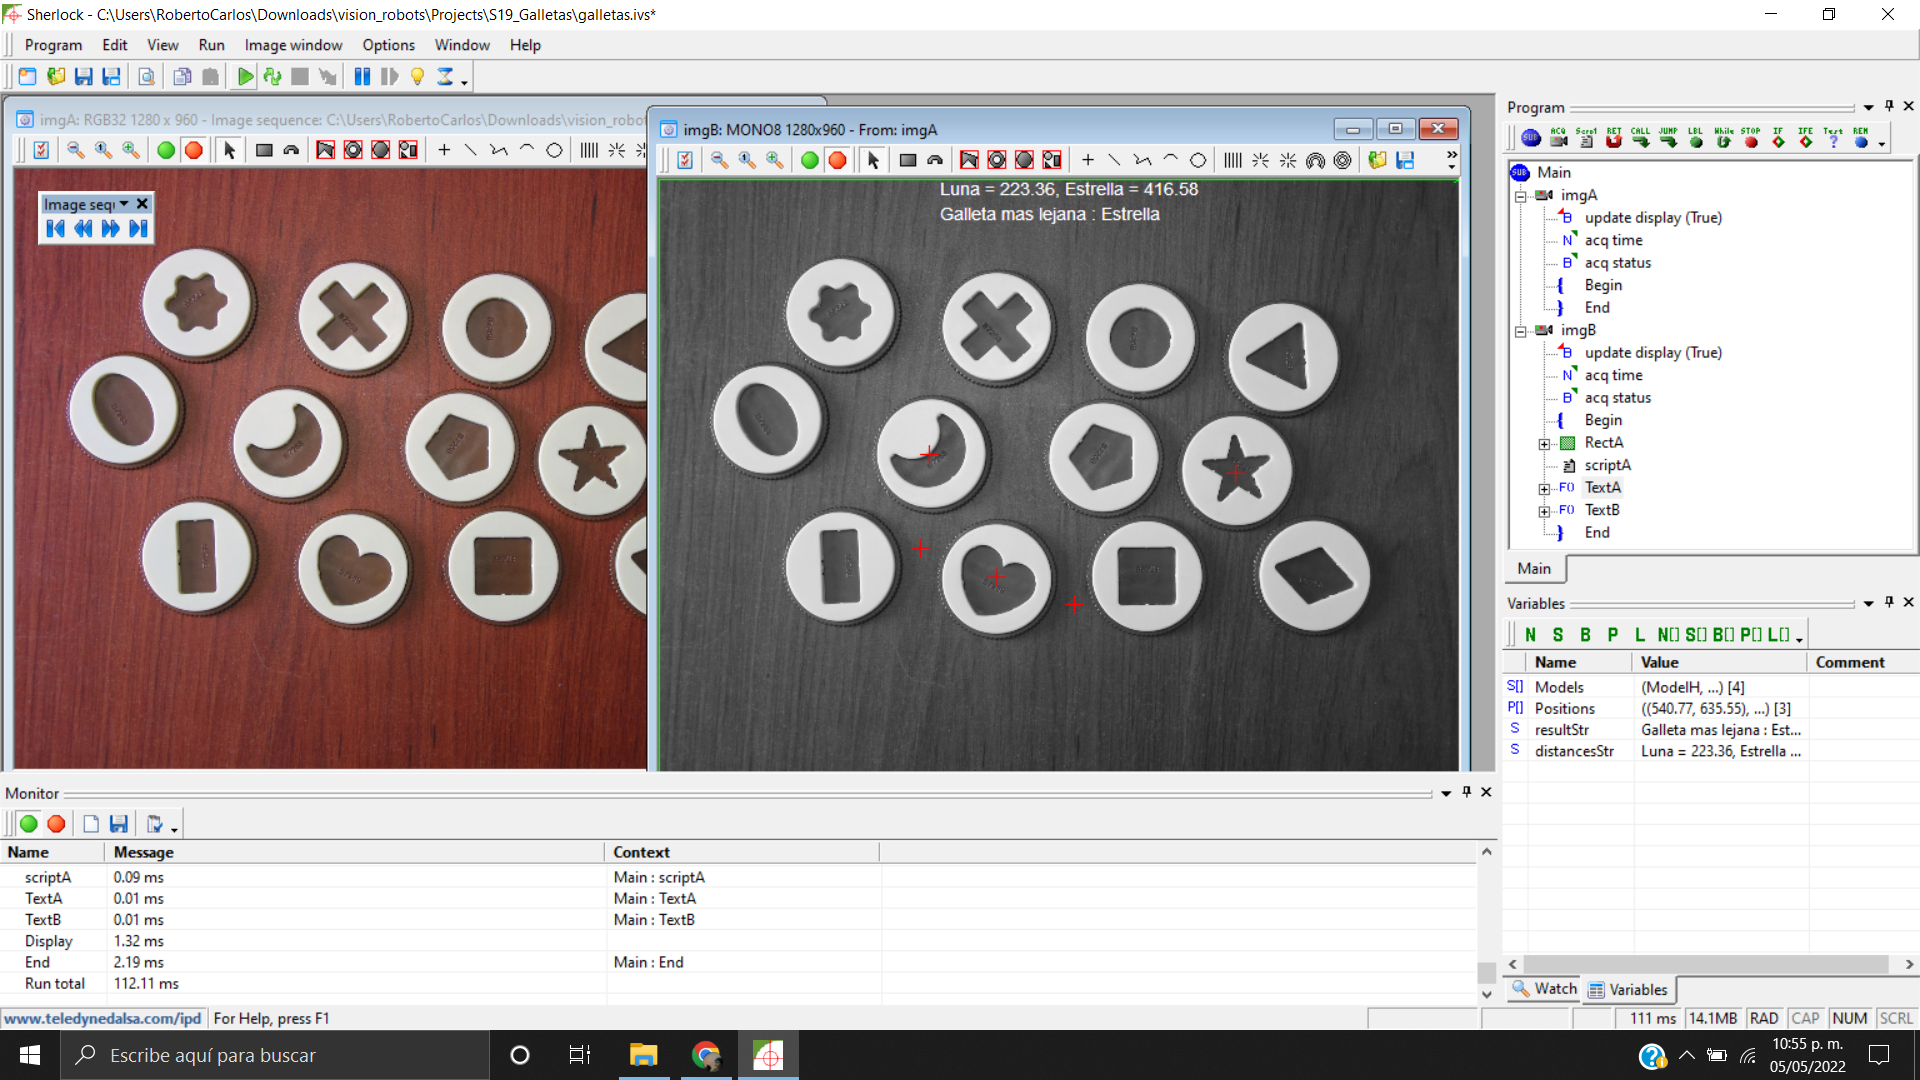 Sherlock - C:\Users\RobertoCarlos\Downloads\vision_robots\Projects\S19_Galletas\galletas.ivs*
Program Edit View Run Image window Options Window Help
imgA: RGB32 1280 x 960 - Image sequence: C:\Users\RobertoCarlos\Downloads\vision_robot
Image seq
imgB: MONO8 1280x960 - From: imgA
Luna = 223.36, Estrella = 416.58
Galleta mas lejana : Estrella
Program
SUB ACQ Scrpt RET CALL JUMP LBL While STOP IF IFE Text REM
SUB Main
imgA
B update display (True)
N acq time
B acq status
{ Begin
} End
imgB
B update display (True)
N acq time
B acq status
{ Begin
RectA
scriptA
F() TextA
F() TextB
} End
Main
Variables
N S B P L N[] S[] B[] P[] L[]
Name Value Comment
S[] Models (ModelH, ...) [4]
P[] Positions ((540.77, 635.55), ...) [3]
S resultStr Galleta mas lejana : Est...
S distancesStr Luna = 223.36, Estrella ...
Watch Variables
Monitor
Name Message Context
scriptA 0.09 ms Main : scriptA
TextA 0.01 ms Main : TextA
TextB 0.01 ms Main : TextB
Display 1.32 ms
End 2.19 ms Main : End
Run total 112.11 ms
www.teledynedalsa.com/ipd For Help, press F1
111 ms 14.1MB RAD CAP NUM SCRL
Escribe aquí para buscar
10:55 p. m.
05/05/2022